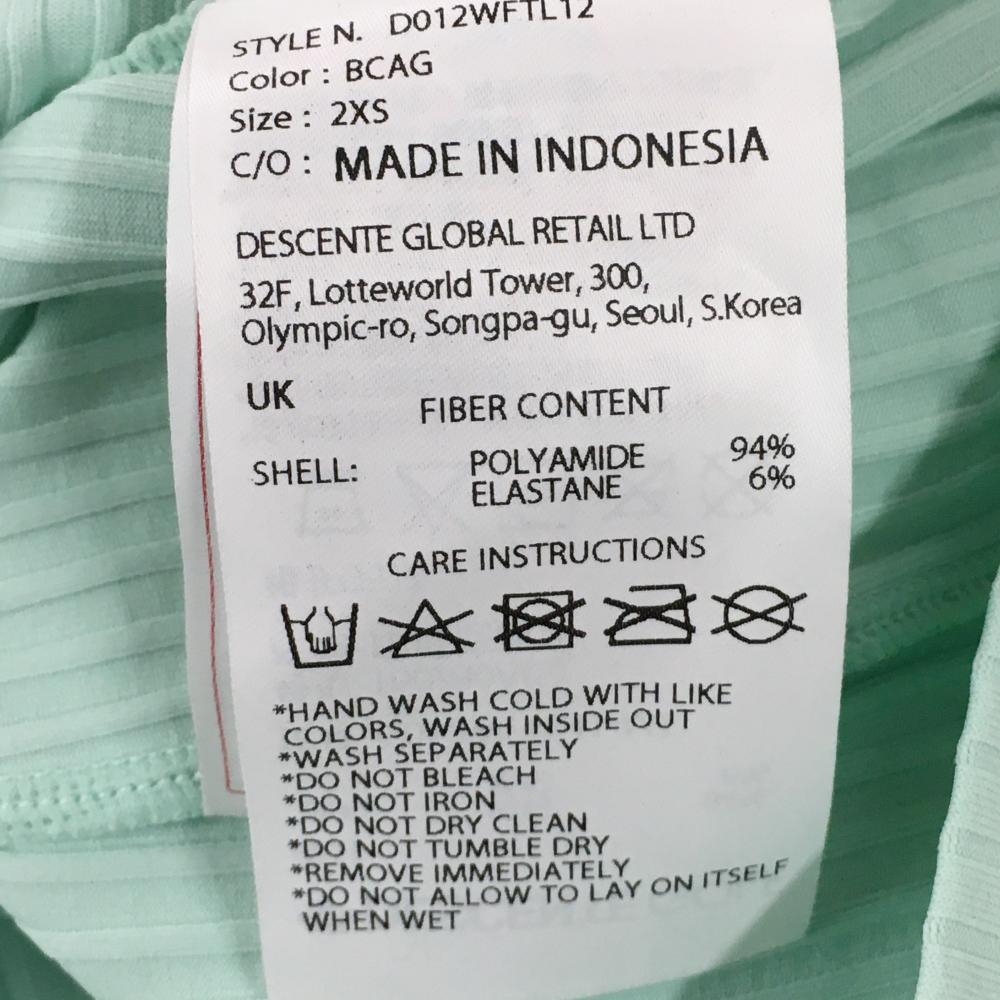 STYLE N. D012WFTL12
Color : BCAG
Size : 2XS
C/O : MADE IN INDONESIA
DESCENTE GLOBAL RETAIL LTD
32F, Lotteworld Tower, 300,
Olympic-ro, Songpa-gu, Seoul, S.Korea
UK
FIBER CONTENT
SHELL: POLYAMIDE 94%
ELASTANE 6%
CARE INSTRUCTIONS
*HAND WASH COLD WITH LIKE
COLORS, WASH INSIDE OUT
*WASH SEPARATELY
*DO NOT BLEACH
*DO NOT IRON
*DO NOT DRY CLEAN
*DO NOT TUMBLE DRY
*REMOVE IMMEDIATELY
*DO NOT ALLOW TO LAY ON ITSELF
WHEN WET